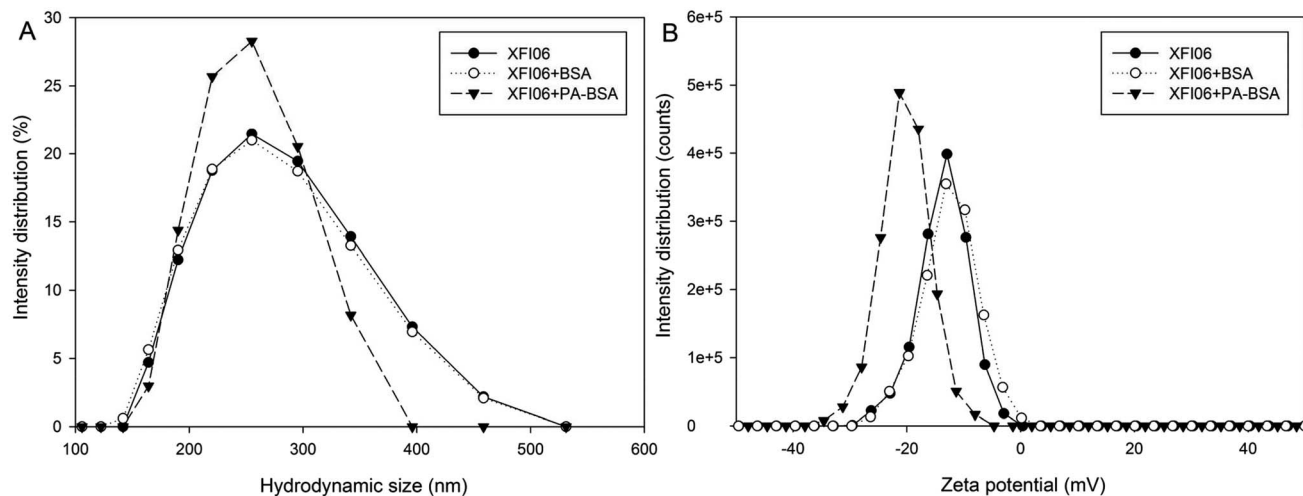 A
Intensity distribution (%)
30
25
20
15
10
5
0
XFI06
XFI06+BSA
XFI06+PA-BSA
100 200 300 400 500 600
Hydrodynamic size (nm)
B
Intensity distribution (counts)
6e+5
5e+5
4e+5
3e+5
2e+5
1e+5
0
XFI06
XFI06+BSA
XFI06+PA-BSA
-40 -20 0 20 40
Zeta potential (mV)